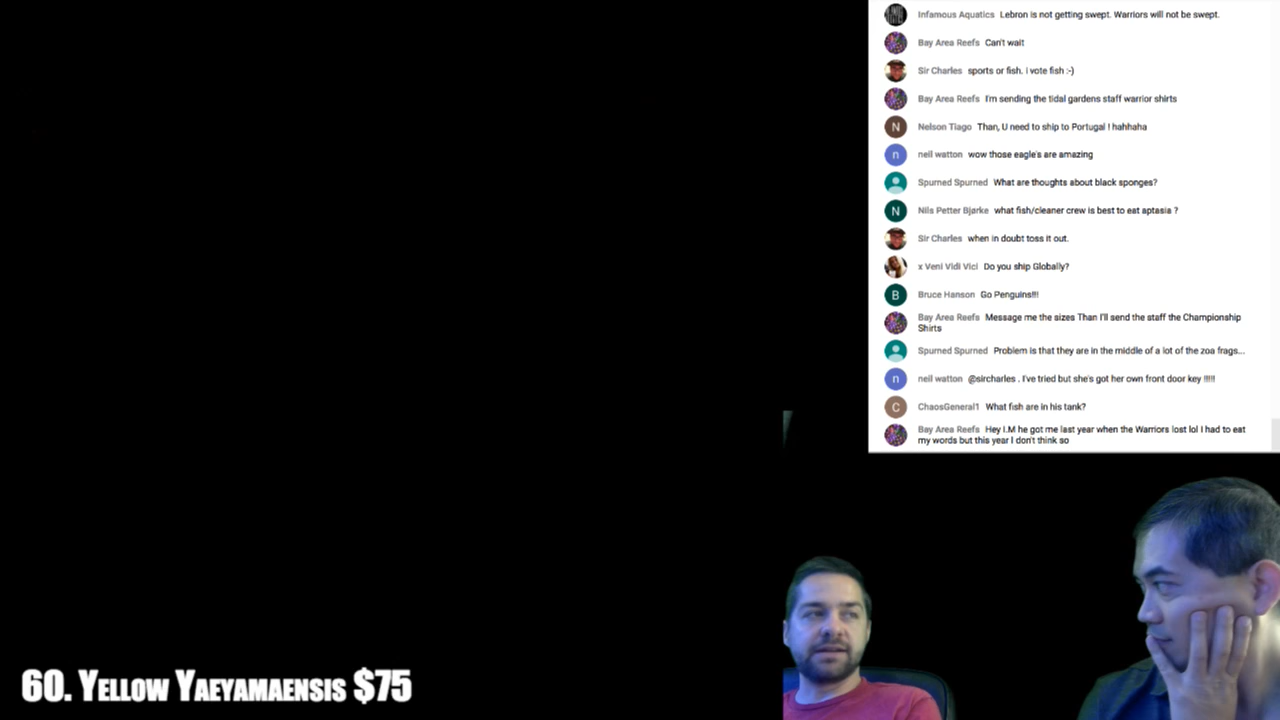 Infamous Aquatics Lebron is not getting swept. Warriors will not be swept.
Bay Area Reefs Can't wait
Sir Charles sports or fish. i vote fish :-)
Bay Area Reefs I'm sending the tidal gardens staff warrior shirts
N Nelson Tiago Than, U need to ship to Portugal ! hahhaha
n neil watton wow those eagle's are amazing
Spurned Spurned What are thoughts about black sponges?
N Nils Petter Bjørke what fish/cleaner crew is best to eat aptasia ?
Sir Charles when in doubt toss it out.
x Veni Vidi Vici Do you ship Globally?
B Bruce Hanson Go Penguins!!!
Bay Area Reefs Message me the sizes Than I'll send the staff the Championship
Shirts
Spurned Spurned Problem is that they are in the middle of a lot of the zoa frags...
n neil watton @sircharles . I've tried but she's got her own front door key !!!!!
C ChaosGeneral1 What fish are in his tank?
Bay Area Reefs Hey I.M he got me last year when the Warriors lost lol I had to eat
my words but this year I don't think so
60. Yellow Yaeyamaensis $75